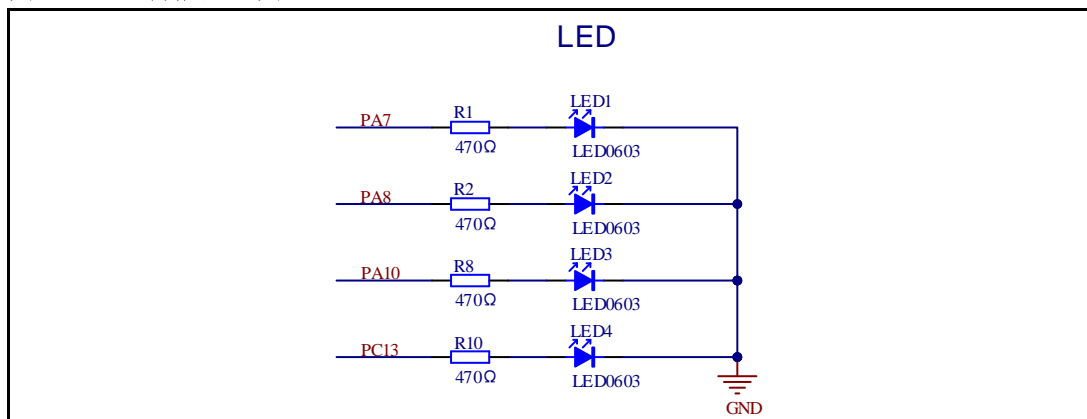 LED
LED1
PA7
R1
470Ω
LED0603
LED2
PA8
R2
470Ω
LED0603
LED3
PA10
R8
470Ω
LED0603
LED4
PC13
R10
470Ω
LED0603
GND